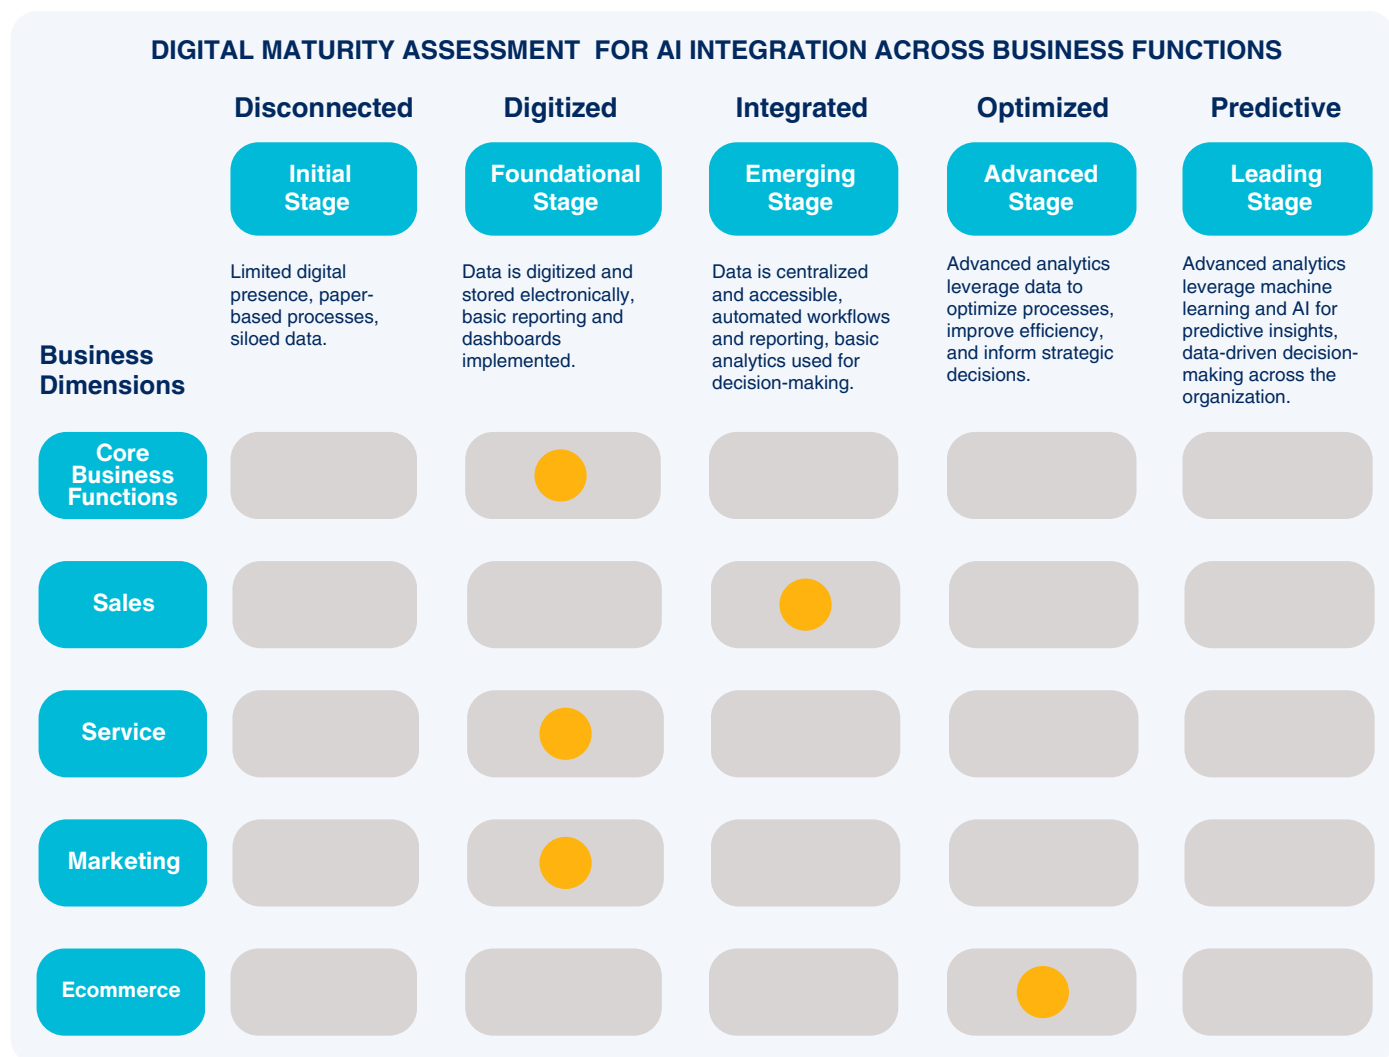 DIGITAL MATURITY ASSESSMENT  FOR AI INTEGRATION ACROSS BUSINESS FUNCTIONS
Disconnected
Digitized
Integrated
Optimized
Predictive
Initial
Stage
Foundational
Stage
Emerging
Stage
Advanced
Stage
Leading
Stage
Limited digital
presence, paper-
based processes,
siloed data.
Data is digitized and
stored electronically,
basic reporting and
dashboards
implemented.
Data is centralized
and accessible,
automated workflows
and reporting, basic
analytics used for
decision-making.
Advanced analytics
leverage data to
optimize processes,
improve efficiency,
and inform strategic
decisions.
Advanced analytics
leverage machine
learning and AI for
predictive insights,
data-driven decision-
making across the
organization.
Business
Dimensions
Core
Business
Functions
Sales
Service
Marketing
Ecommerce